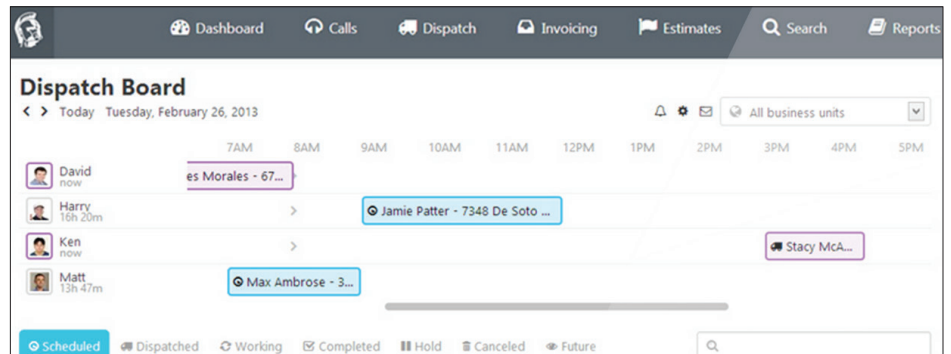 Dashboard Calls Dispatch Invoicing Estimates Search Reports
Dispatch Board
Today Tuesday, February 26, 2013
All business units
7AM 8AM 9AM 10AM 11AM 12PM 1PM 2PM 3PM 4PM 5PM
David
now
es Morales - 67...
Harry
16h 20m
Jamie Patter - 7348 De Soto ...
Ken
now
Stacy McA...
Matt
13h 47m
Max Ambrose - 3...
Scheduled Dispatched Working Completed Hold Canceled Future